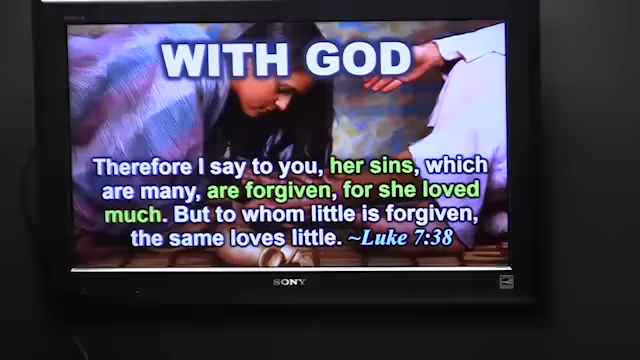 WITH GOD
Therefore I say to you, her sins, which
are many, are forgiven, for she loved
much. But to whom little is forgiven,
the same loves little. ~Luke 7:38
SONY